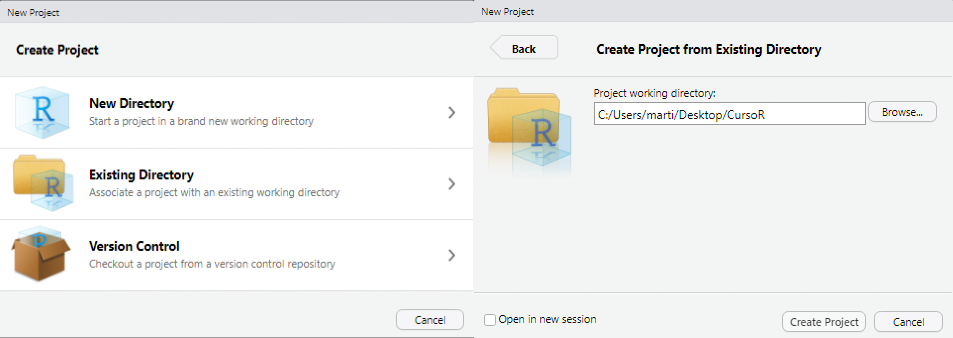 New Project
Create Project
New Directory
Start a project in a brand new working directory
Existing Directory
Associate a project with an existing working directory
Version Control
Checkout a project from a version control repository
Cancel
New Project
Back
Create Project from Existing Directory
Project working directory:
C:/Users/marti/Desktop/CursoR
Browse...
Open in new session
Create Project
Cancel